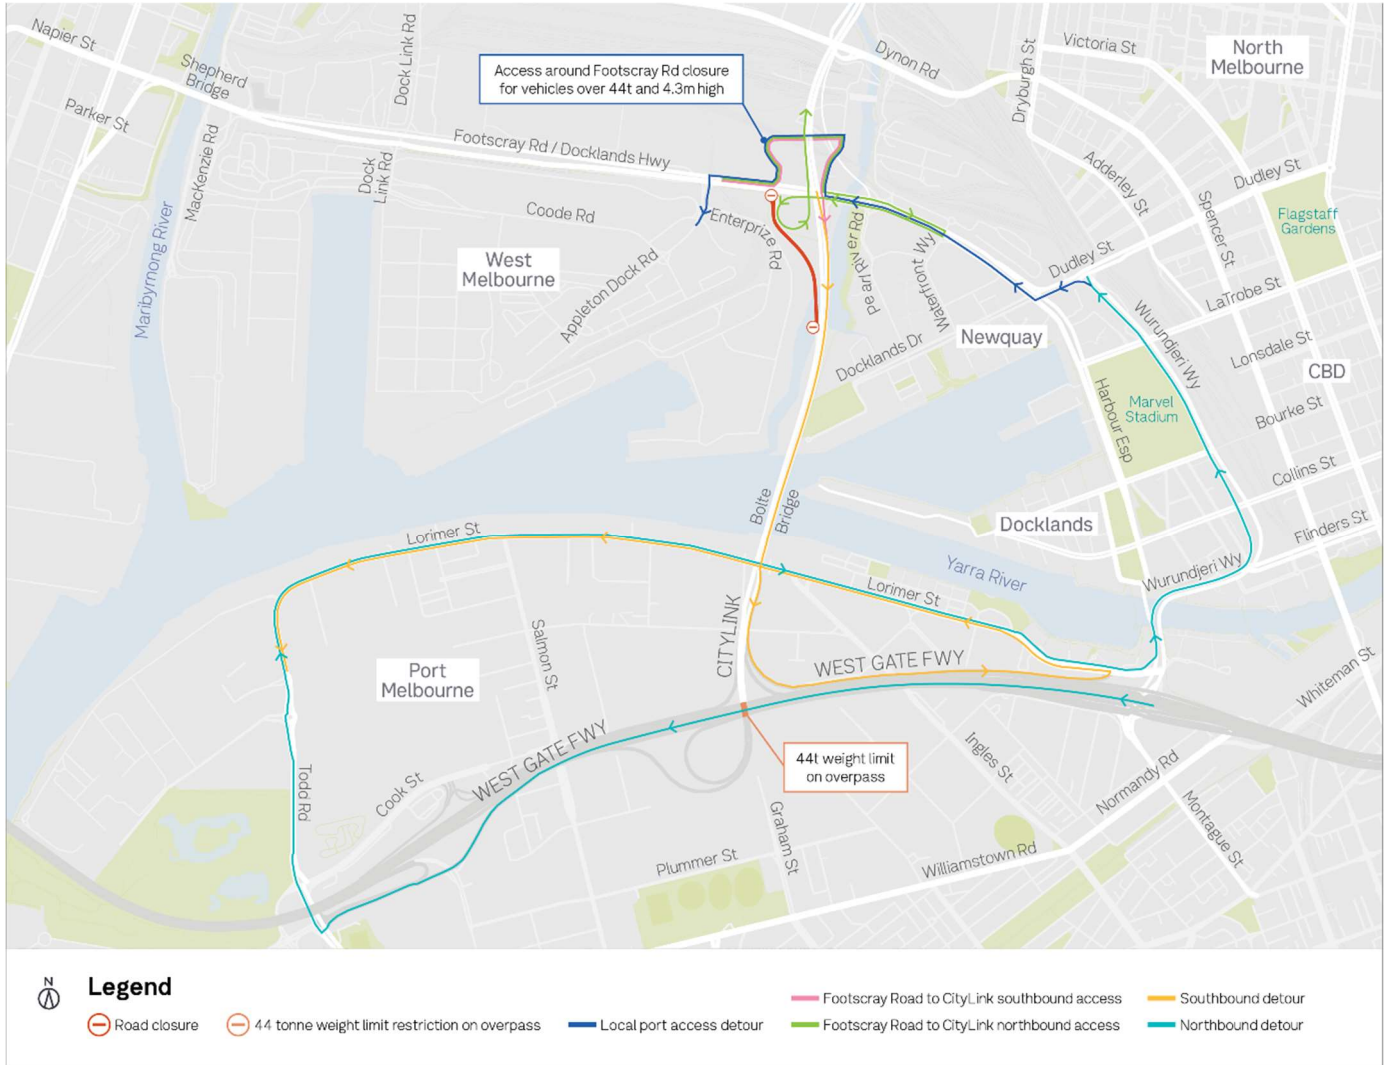 Napier St
Shepherd
Bridge
Parker St
MacKenzie Rd
Maribyrnong River
Dock Link Rd
Footscray Rd / Docklands Hwy
Dock
Link Rd
Coode Rd
West
Melbourne
Appleton Dock Rd
Enterprize Rd
Access around Footscray Rd closure
for vehicles over 44t and 4.3m high
Dynon Rd
Dryburgh St
Victoria St
North
Melbourne
Adderley St
Spencer St
Dudley St
Flagstaff
Gardens
Dudley St
LaTrobe St
Pearl River Rd
Waterfront Wy
Docklands Dr
Newquay
Wurundjeri Wy
Lonsdale St
CBD
Harbour Esp
Marvel
Stadium
Bourke St
Collins St
Flinders St
Docklands
Bolte
Bridge
Lorimer St
Yarra River
Wurundjeri Wy
Lorimer St
CITYLINK
WEST GATE FWY
Whiteman St
Salmon St
Port
Melbourne
WEST GATE FWY
44t weight limit
on overpass
Ingles St
Normandy Rd
Montague St
Todd Rd
Cook St
Graham St
Plummer St
Williamstown Rd
N
Legend
Road closure
44 tonne weight limit restriction on overpass
Local port access detour
Footscray Road to CityLink southbound access
Footscray Road to CityLink northbound access
Southbound detour
Northbound detour